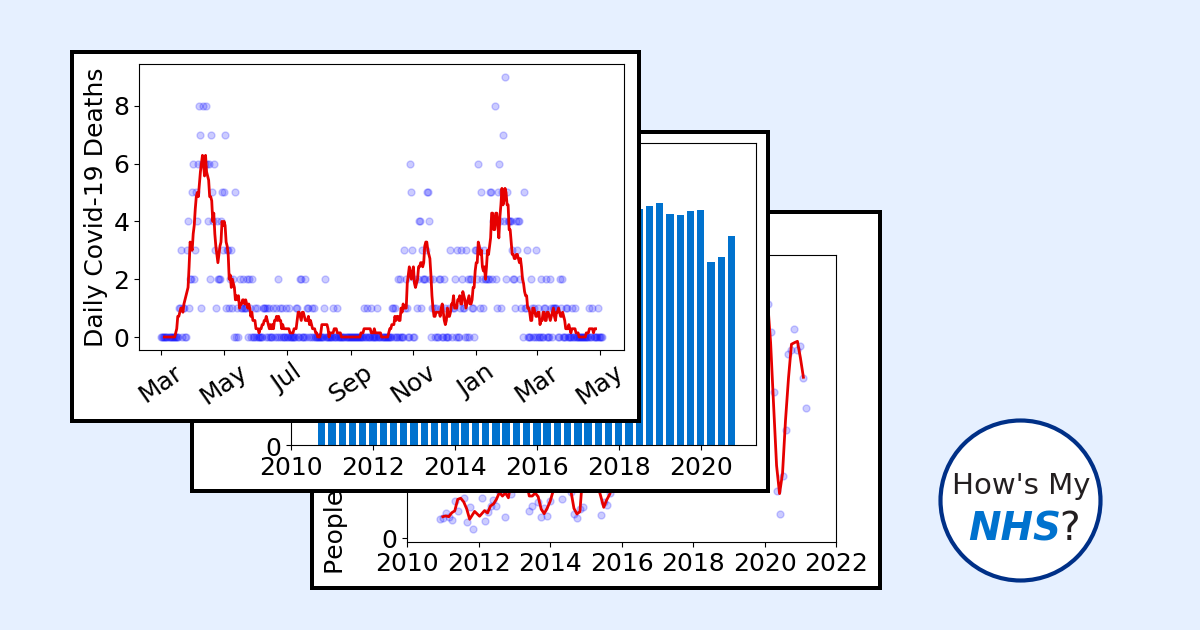 Daily Covid-19 Deaths
8
6
4
2
0
Mar May Jul Sep Nov Jan Mar May
0
2010 2012 2014 2016 2018 2020
People
0
2010 2012 2014 2016 2018 2020 2022
How's My
NHS?